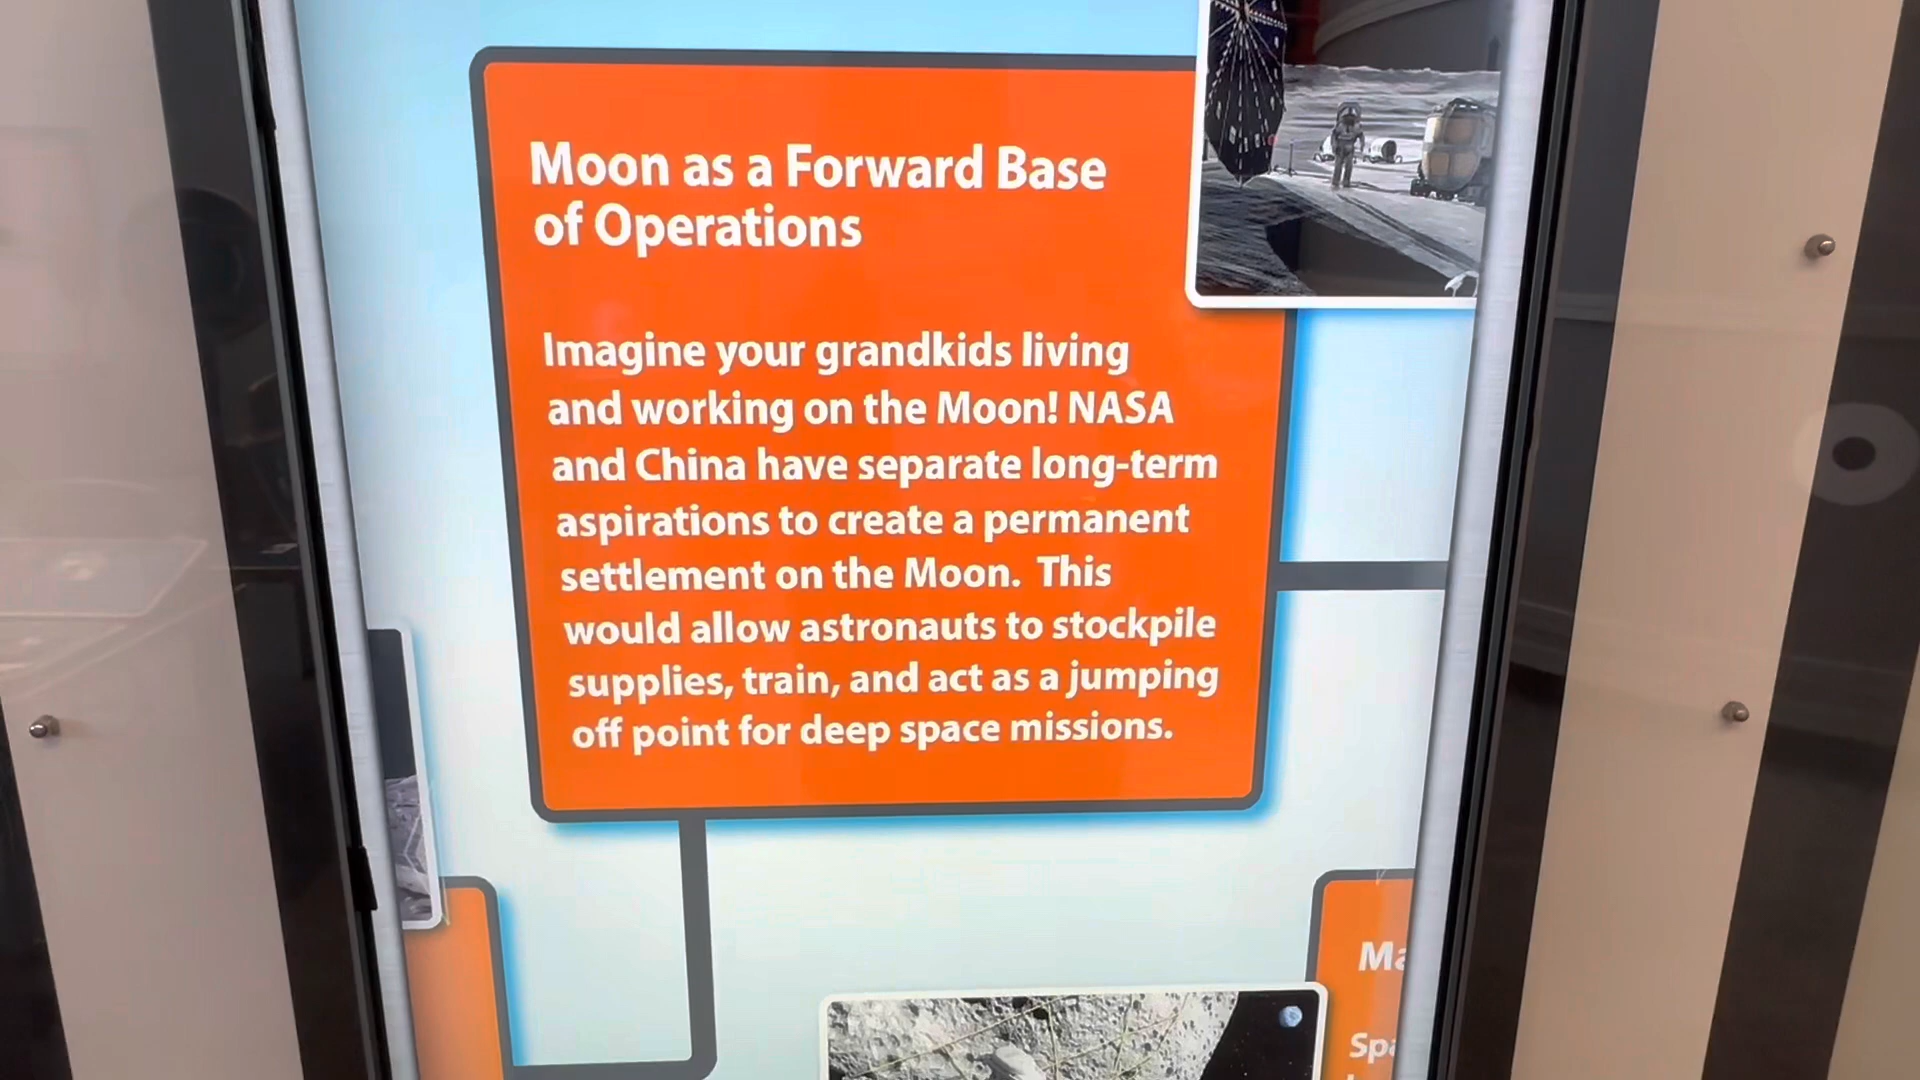 Moon as a Forward Base
of Operations
Imagine your grandkids living
and working on the Moon! NASA
and China have separate long-term
aspirations to create a permanent
settlement on the Moon. This
would allow astronauts to stockpile
supplies, train, and act as a jumping
off point for deep space missions.